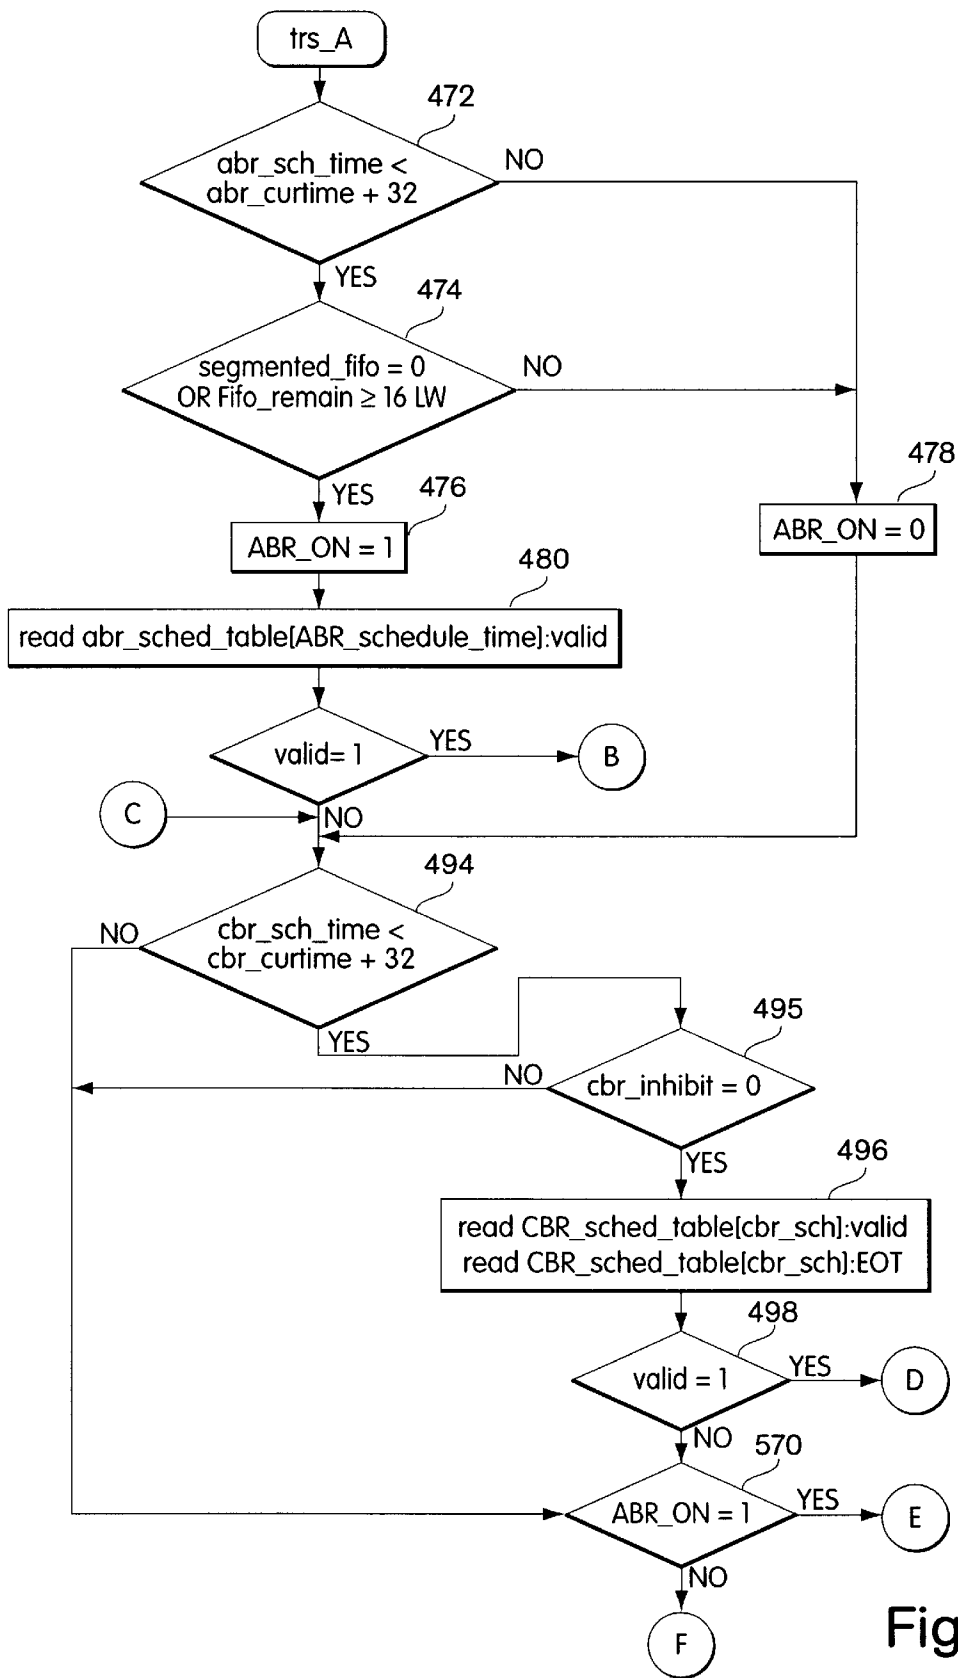 trs_A
472
abr_sch_time <
abr_curtime + 32
NO
YES
474
segmented_fifo = 0
OR Fifo_remain ≥ 16 LW
NO
YES
476
478
ABR_ON = 1
ABR_ON = 0
480
read abr_sched_table[ABR_schedule_time]:valid
valid= 1
YES
B
C
NO
494
cbr_sch_time <
cbr_curtime + 32
NO
YES
495
cbr_inhibit = 0
NO
YES
496
read CBR_sched_table[cbr_sch]:valid
read CBR_sched_table[cbr_sch]:EOT
498
valid = 1
YES
D
NO
570
ABR_ON = 1
YES
E
NO
F
Fig